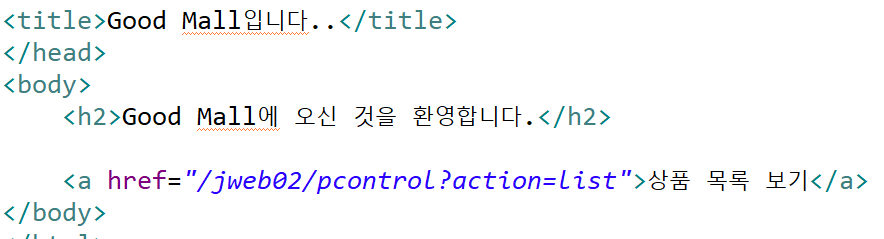 <title>Good Mall입니다..</title>
</head>
<body>
<h2>Good Mall에 오신 것을 환영합니다.</h2>
<a href="/jweb02/pcontrol?action=list">상품 목록 보기</a>
</body>